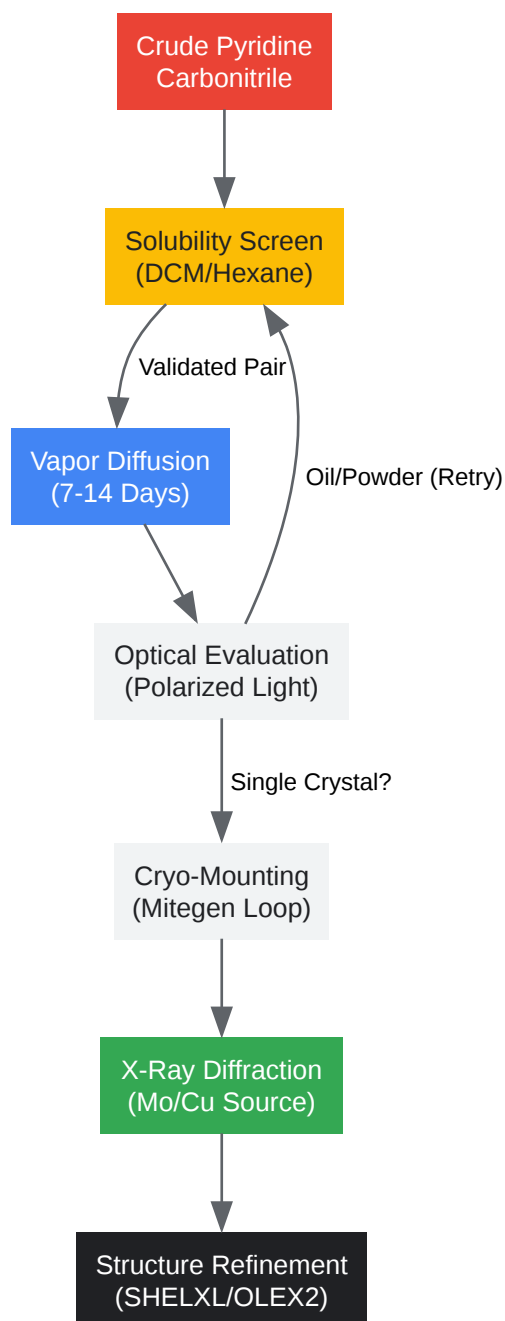 Crude Pyridine
Carbonitrile
Solubility Screen
(DCM/Hexane)
Validated Pair
Vapor Diffusion
(7-14 Days)
Oil/Powder (Retry)
Optical Evaluation
(Polarized Light)
Single Crystal?
Cryo-Mounting
(Mitegen Loop)
X-Ray Diffraction
(Mo/Cu Source)
Structure Refinement
(SHELXL/OLEX2)